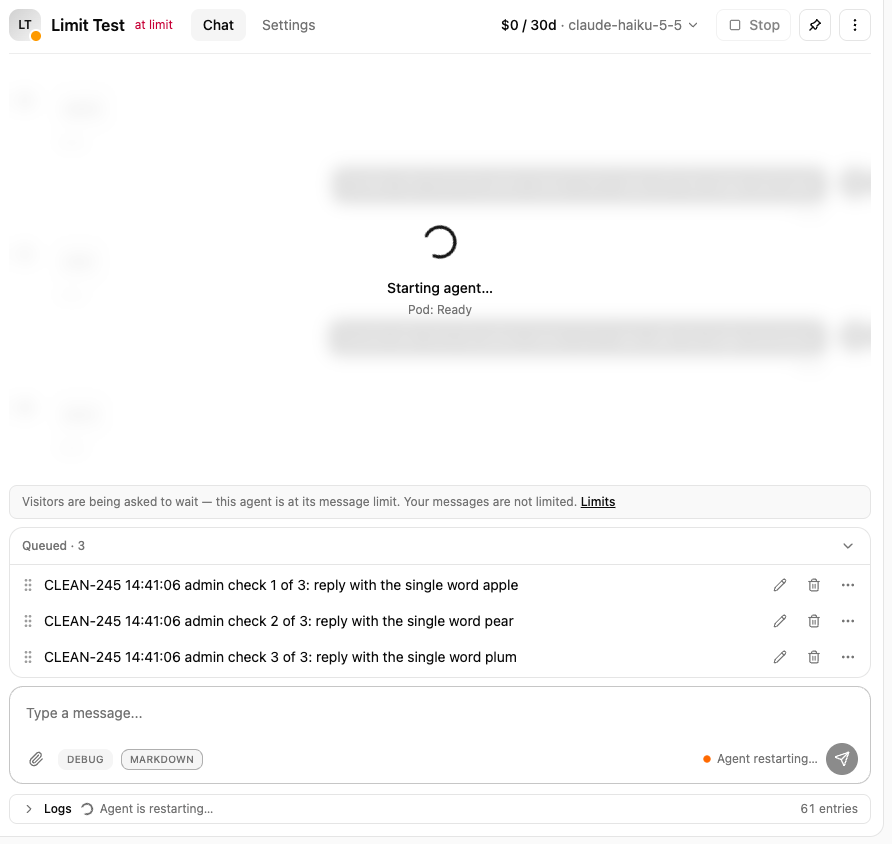 LT Limit Test at limit Chat Settings $0 / 30d · claude-haiku-5-5 Stop
Starting agent...
Pod: Ready
Visitors are being asked to wait — this agent is at its message limit. Your messages are not limited. Limits
Queued · 3
CLEAN-245 14:41:06 admin check 1 of 3: reply with the single word apple
CLEAN-245 14:41:06 admin check 2 of 3: reply with the single word pear
CLEAN-245 14:41:06 admin check 3 of 3: reply with the single word plum
Type a message...
DEBUG MARKDOWN Agent restarting...
Logs Agent is restarting... 61 entries